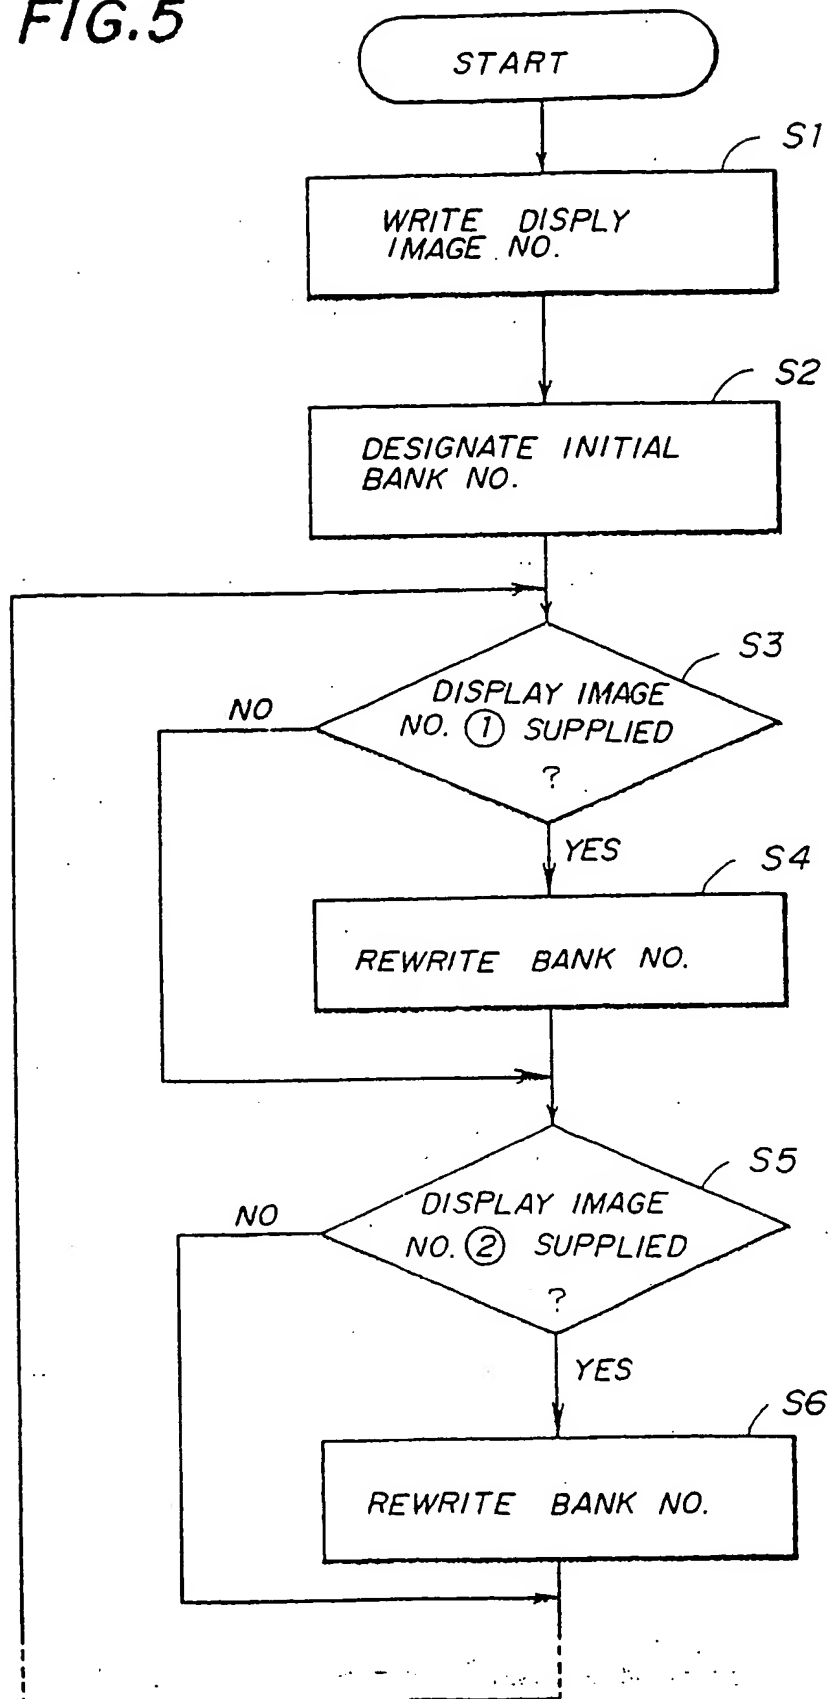 FIG.5
START
S1
WRITE DISPLY
IMAGE NO.
S2
DESIGNATE INITIAL
BANK NO.
S3
DISPLAY IMAGE
NO. ① SUPPLIED
?
NO
YES
S4
REWRITE BANK NO.
S5
DISPLAY IMAGE
NO. ② SUPPLIED
?
NO
YES
S6
REWRITE BANK NO.